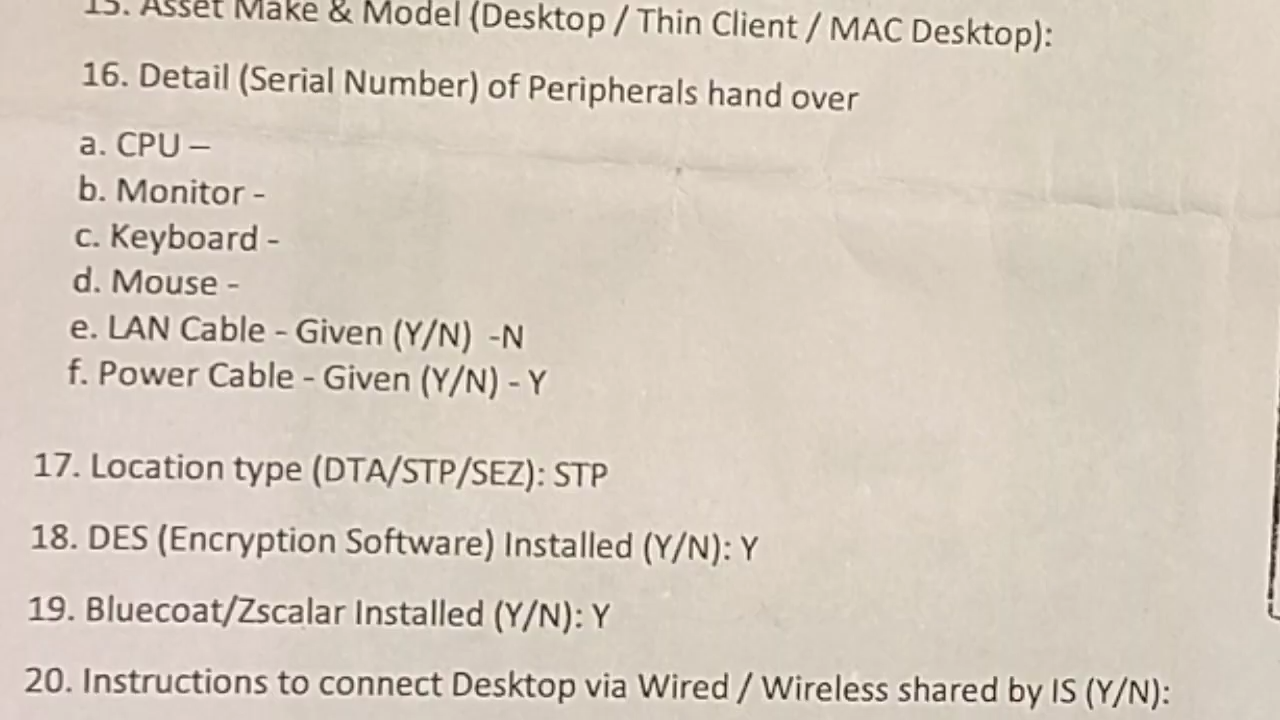 15. Asset Make & Model (Desktop / Thin Client / MAC Desktop):
16. Detail (Serial Number) of Peripherals hand over
a. CPU –
b. Monitor -
c. Keyboard -
d. Mouse -
e. LAN Cable - Given (Y/N)  -N
f. Power Cable - Given (Y/N) - Y
17. Location type (DTA/STP/SEZ): STP
18. DES (Encryption Software) Installed (Y/N): Y
19. Bluecoat/Zscalar Installed (Y/N): Y
20. Instructions to connect Desktop via Wired / Wireless shared by IS (Y/N):